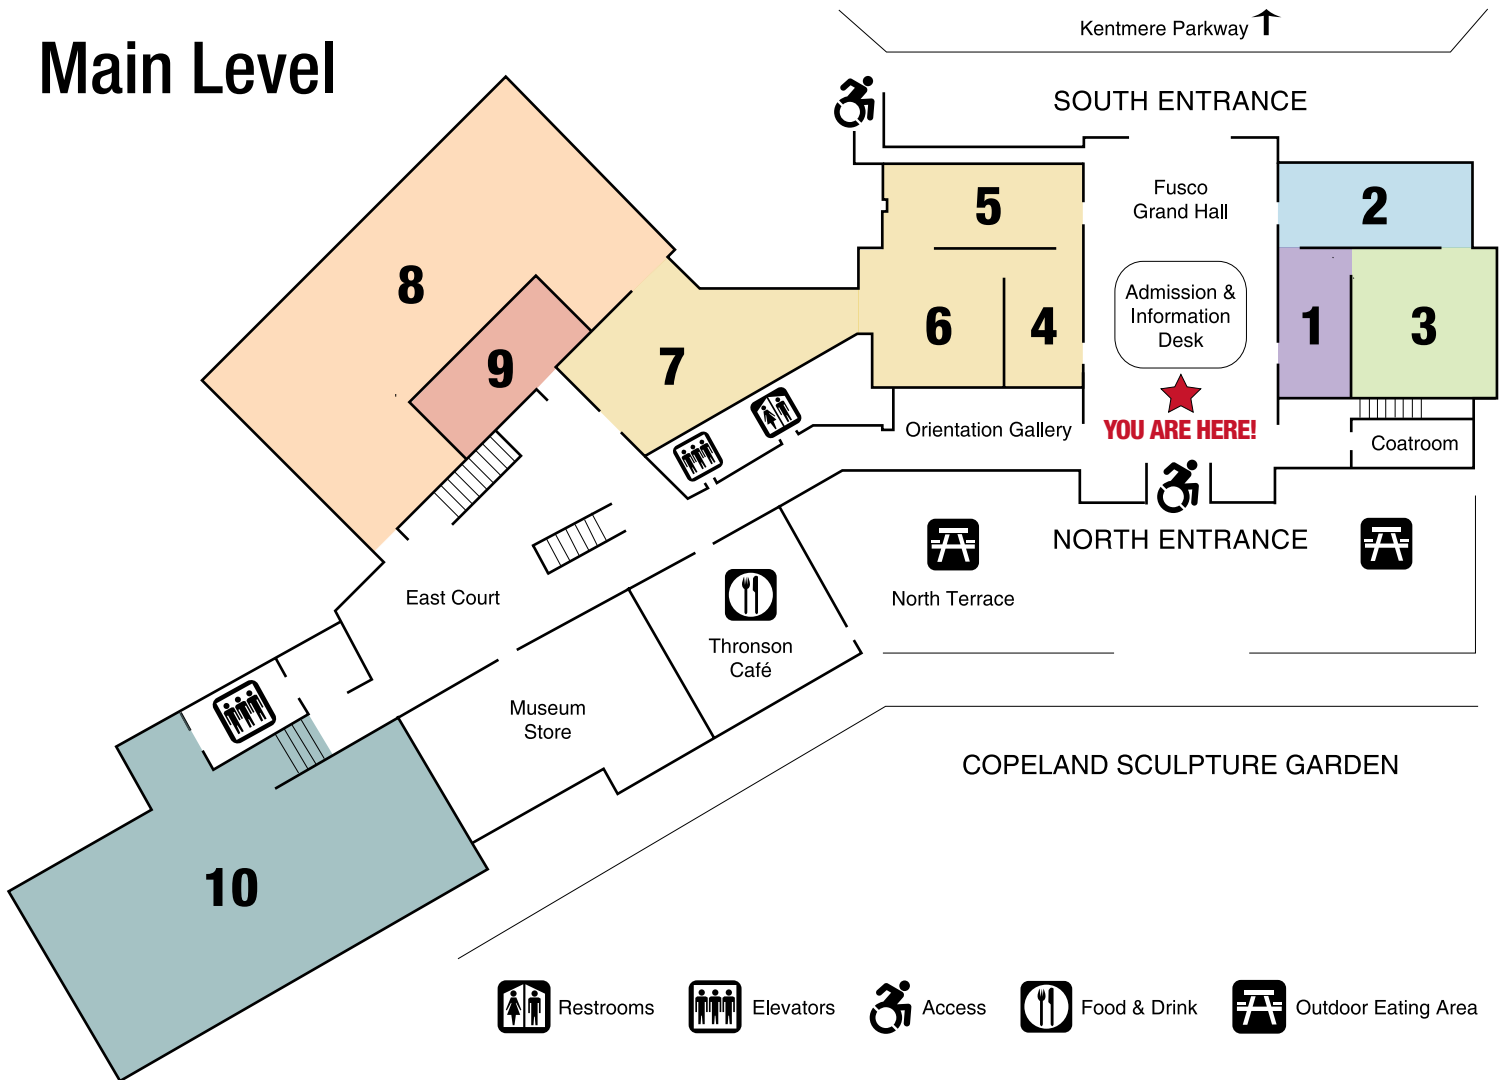 Main Level
Kentmere Parkway
SOUTH ENTRANCE
Fusco
Grand Hall
5
2
8
Admission &
Information
Desk
6
4
1
3
9
7
YOU ARE HERE!
Orientation Gallery
Coatroom
NORTH ENTRANCE
East Court
North Terrace
Thronson
Café
Museum
Store
COPELAND SCULPTURE GARDEN
10
Restrooms
Elevators
Access
Food & Drink
Outdoor Eating Area